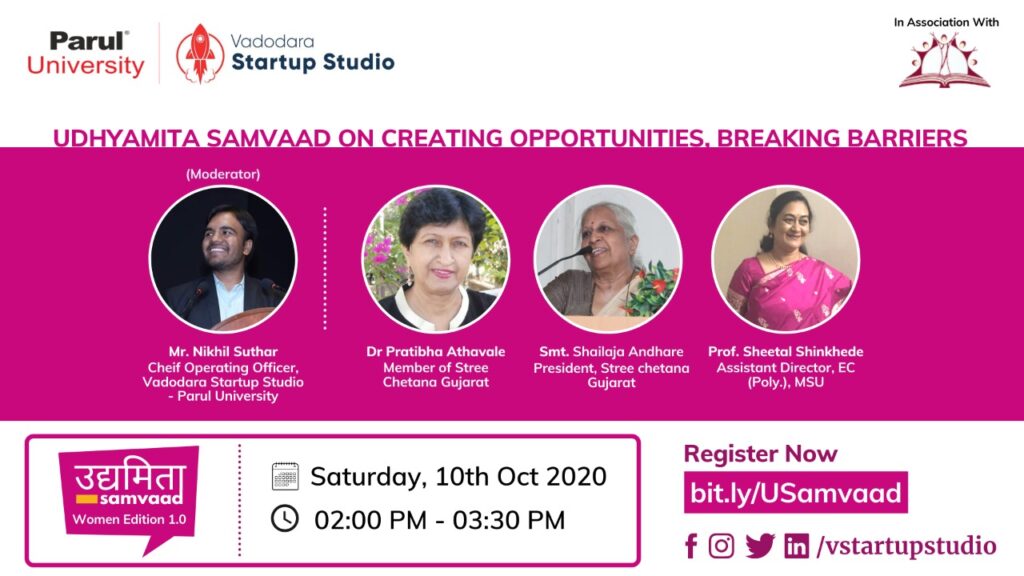 Parul
University
Vadodara
Startup Studio
In Association With
UDHYAMITA SAMVAAD ON CREATING OPPORTUNITIES, BREAKING BARRIERS
(Moderator)
Mr. Nikhil Suthar
Cheif Operating Officer,
Vadodara Startup Studio
- Parul University
Dr Pratibha Athavale
Member of Stree
Chetana Gujarat
Smt. Shailaja Andhare
President, Stree chetana
Gujarat
Prof. Sheetal Shinkhede
Assistant Director, EC
(Poly.), MSU
उद्यमिता
samvaad
Women Edition 1.0
Saturday, 10th Oct 2020
02:00 PM - 03:30 PM
Register Now
bit.ly/USamvaad
/vstartupstudio